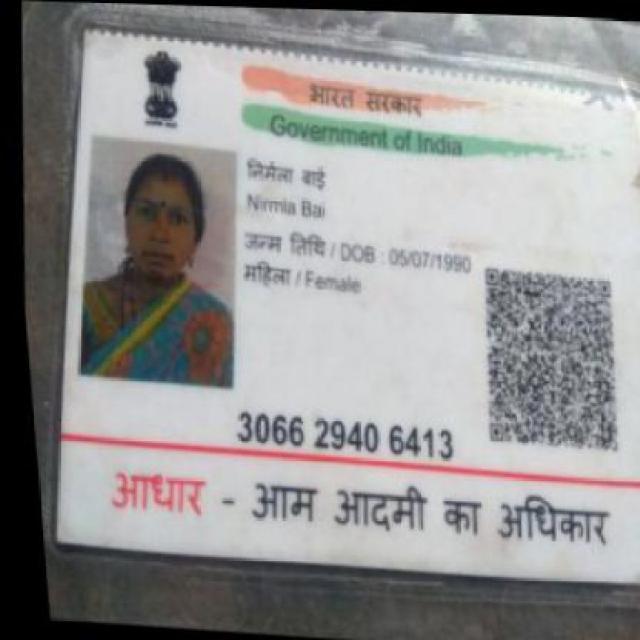 भारत सरकार
Government of India
निर्मला बाई
Nirmla Bai
जन्म तिथि / DOB : 05/07/1990
महिला / Female
3066 2940 6413
आधार - आम आदमी का अधिकार